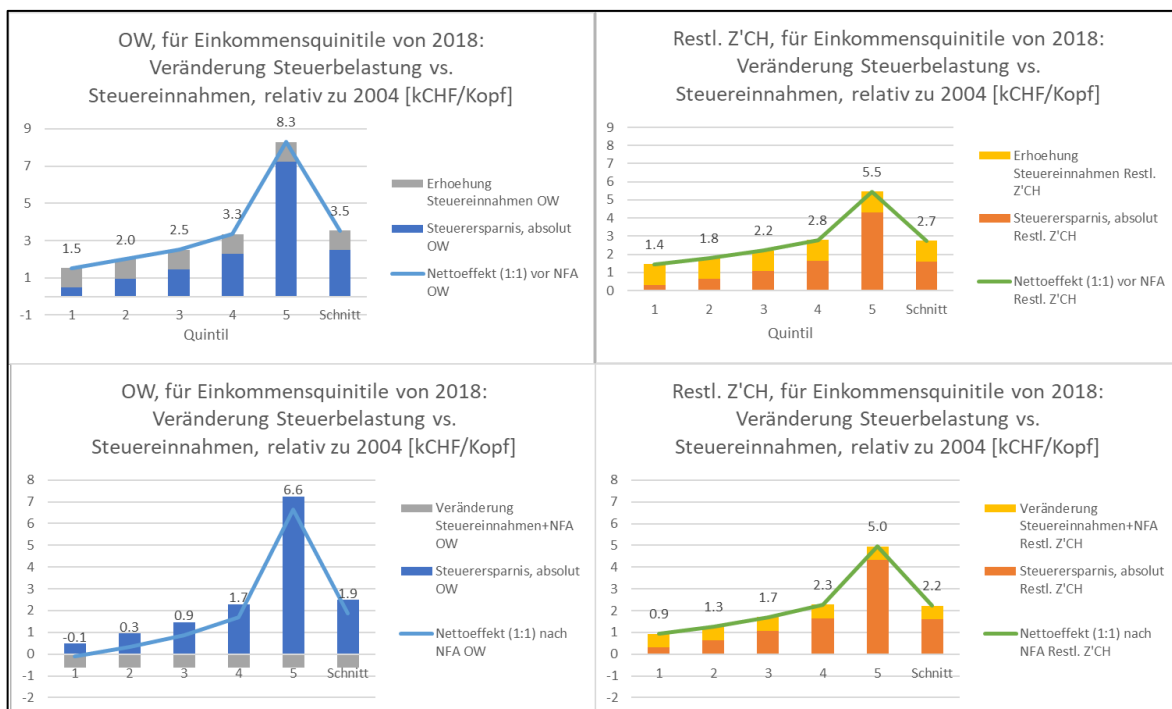 OW, für Einkommensquinitile von 2018:
Veränderung Steuerbelastung vs.
Steuereinnahmen, relativ zu 2004 [kCHF/Kopf]
9
7
5
3
1
-1
1.5
2.0
2.5
3.3
8.3
3.5
1
2
3
4
5
Schnitt
Quintil
Erhoehung
Steuereinnahmen OW
Steuerersparnis, absolut
OW
Nettoeffekt (1:1) vor NFA
OW
Restl. Z'CH, für Einkommensquinitile von 2018:
Veränderung Steuerbelastung vs.
Steuereinnahmen, relativ zu 2004 [kCHF/Kopf]
9
8
7
6
5
4
3
2
1
0
1.4
1.8
2.2
2.8
5.5
2.7
1
2
3
4
5
Schnitt
Quintil
Erhoehung
Steuereinnahmen Restl.
Z'CH
Steuerersparnis, absolut
Restl. Z'CH
Nettoeffekt (1:1) vor NFA
Restl. Z'CH
OW, für Einkommensquinitile von 2018:
Veränderung Steuerbelastung vs.
Steuereinnahmen, relativ zu 2004 [kCHF/Kopf]
8
7
6
5
4
3
2
1
0
-1
-2
-0.1
0.3
0.9
1.7
6.6
1.9
1
2
3
4
5
Schnitt
Veränderung
Steuereinnahmen+NFA
OW
Steuerersparnis, absolut
OW
Nettoeffekt (1:1) nach
NFA OW
Restl. Z'CH, für Einkommensquinitile von 2018:
Veränderung Steuerbelastung vs.
Steuereinnahmen, relativ zu 2004 [kCHF/Kopf]
8
7
6
5
4
3
2
1
0
-1
-2
0.9
1.3
1.7
2.3
5.0
2.2
1
2
3
4
5
Schnitt
Veränderung
Steuereinnahmen+NFA
Restl. Z'CH
Steuerersparnis, absolut
Restl. Z'CH
Nettoeffekt (1:1) nach
NFA Restl. Z'CH